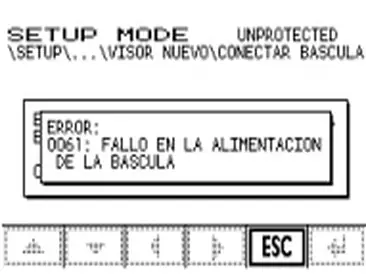 SETUP MODE UNPROTECTED
\SETUP\...\VISOR NUEVO\CONECTAR BASCULA
ERROR:
0061: FALLO EN LA ALIMENTACION
DE LA BASCULA
ESC